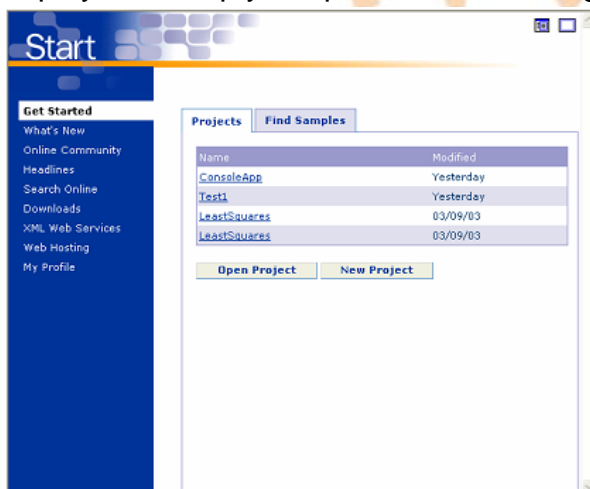 Start
Get Started
What's New
Online Community
Headlines
Search Online
Downloads
XML Web Services
Web Hosting
My Profile
Projects Find Samples
Name Modified
ConsoleApp Yesterday
Test1 Yesterday
LeastSquares 03/09/03
LeastSquares 03/09/03
Open Project New Project